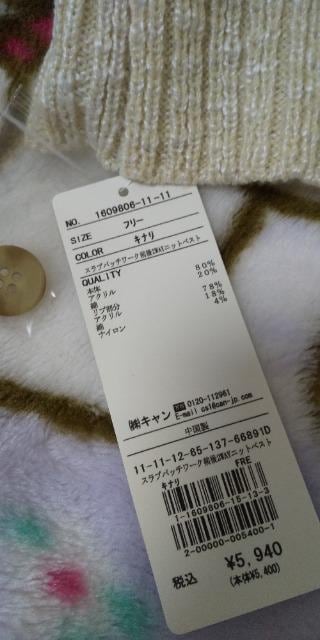 NO. 1609806-11-11
SIZE フリー
COLOR キナリ
スラブパッチワーク前後2WAYニットベスト
QUALITY
本体
アクリル 80%
綿 20%
リブ部分
アクリル 78%
綿 18%
ナイロン 4%
㈱キャン 0120-112961
E-mail cs@can-jp.com
中国製
11-11-12-65-137-66891D
スラブパッチワーク前後2WAYニットベスト
キナリ FRE
1-1609806-15-13-3
2-00000-005400-1
税込 ¥5,940
(本体¥5,400)